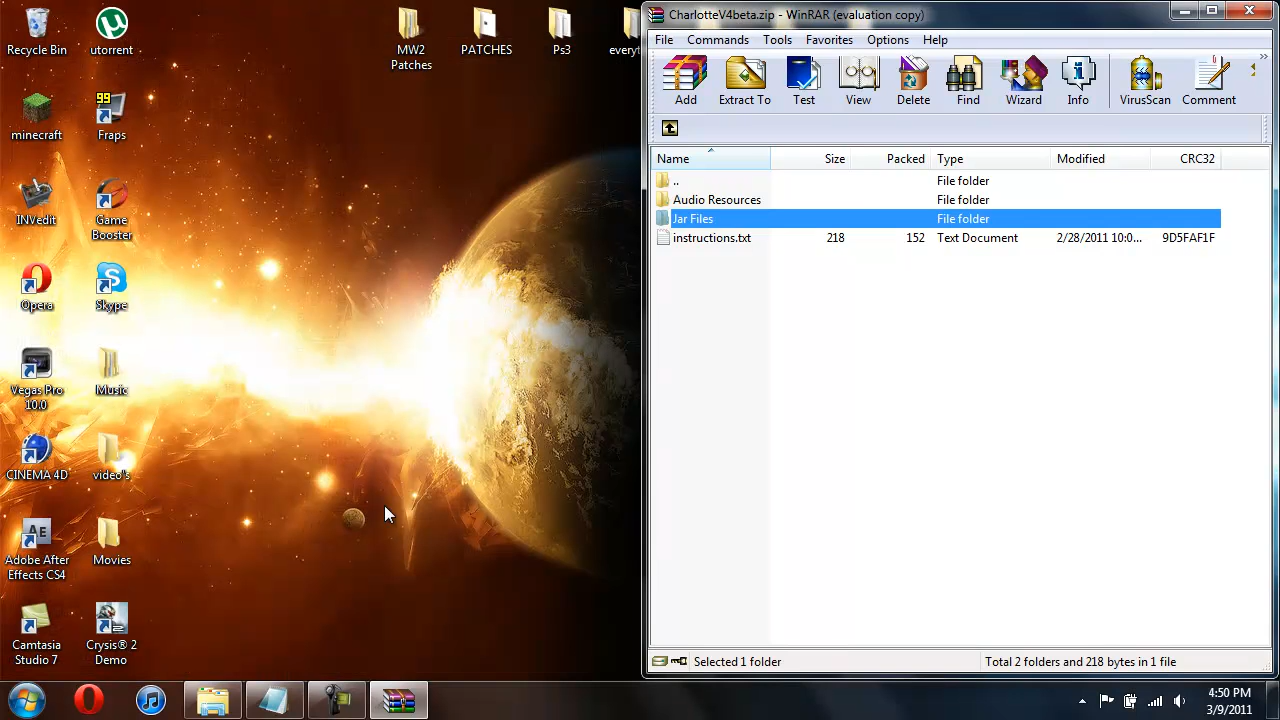 Recycle Bin
utorrent
MW2
Patches
PATCHES
Ps3
everyt
minecraft
99
Fraps
INVedit
Game
Booster
Opera
Skype
Vegas Pro
10.0
Music
CINEMA 4D
video"s
AE
Adobe After
Effects CS4
Movies
Camtasia
Studio 7
Crysis® 2
Demo
CharlotteV4beta.zip - WinRAR (evaluation copy)
File Commands Tools Favorites Options Help
Add Extract To Test View Delete Find Wizard Info VirusScan Comment
Name Size Packed Type Modified CRC32
.. File folder
Audio Resources File folder
Jar Files File folder
instructions.txt 218 152 Text Document 2/28/2011 10:0... 9D5FAF1F
Selected 1 folder Total 2 folders and 218 bytes in 1 file
4:50 PM
3/9/2011